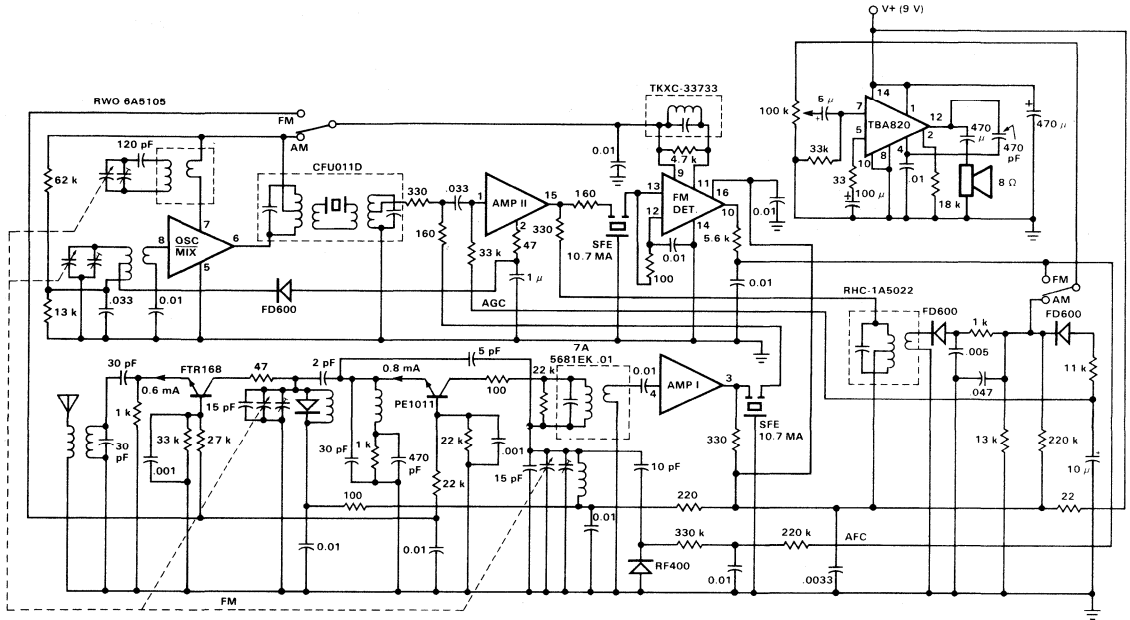 V+ (9 V)
TKXC-33733
RWO 6A5105
FM
AM
14
6 μ
7
1
100 k
TBA820
12
5
2
470 μ
470 μ
470 pF
33k
10
8
4
33
.01
100 μ
18 k
8 Ω
120 pF
0.01
4.7 k
CFU011D
9
11
62 k
330
.033
1
AMP II
15
160
13
FM DET.
16
0.01
160
2
330
12
14
10
7
8
OSC MIX
6
5
33 k
47
SFE 10.7 MA
0.01
5.6 k
100
1 μ
0.01
FM
AM
.033
0.01
FD600
13 k
AGC
RHC-1A5022
FD600
1 k
FD600
.005
7A 5681EK .01
5 pF
30 pF
FTR168
47
2 pF
0.8 mA
0.6 mA
22 k
0.01
4
AMP I
3
.047
11 k
15 pF
PE1011
100
1 k
SFE 10.7 MA
30 pF
33 k
27 k
.001
30 pF
1 k
470 pF
22 k
.001
330
13 k
220 k
10 μ
22 k
15 pF
10 pF
100
220
22
0.01
0.01
0.01
330 k
220 k
AFC
RF400
0.01
.0033
FM